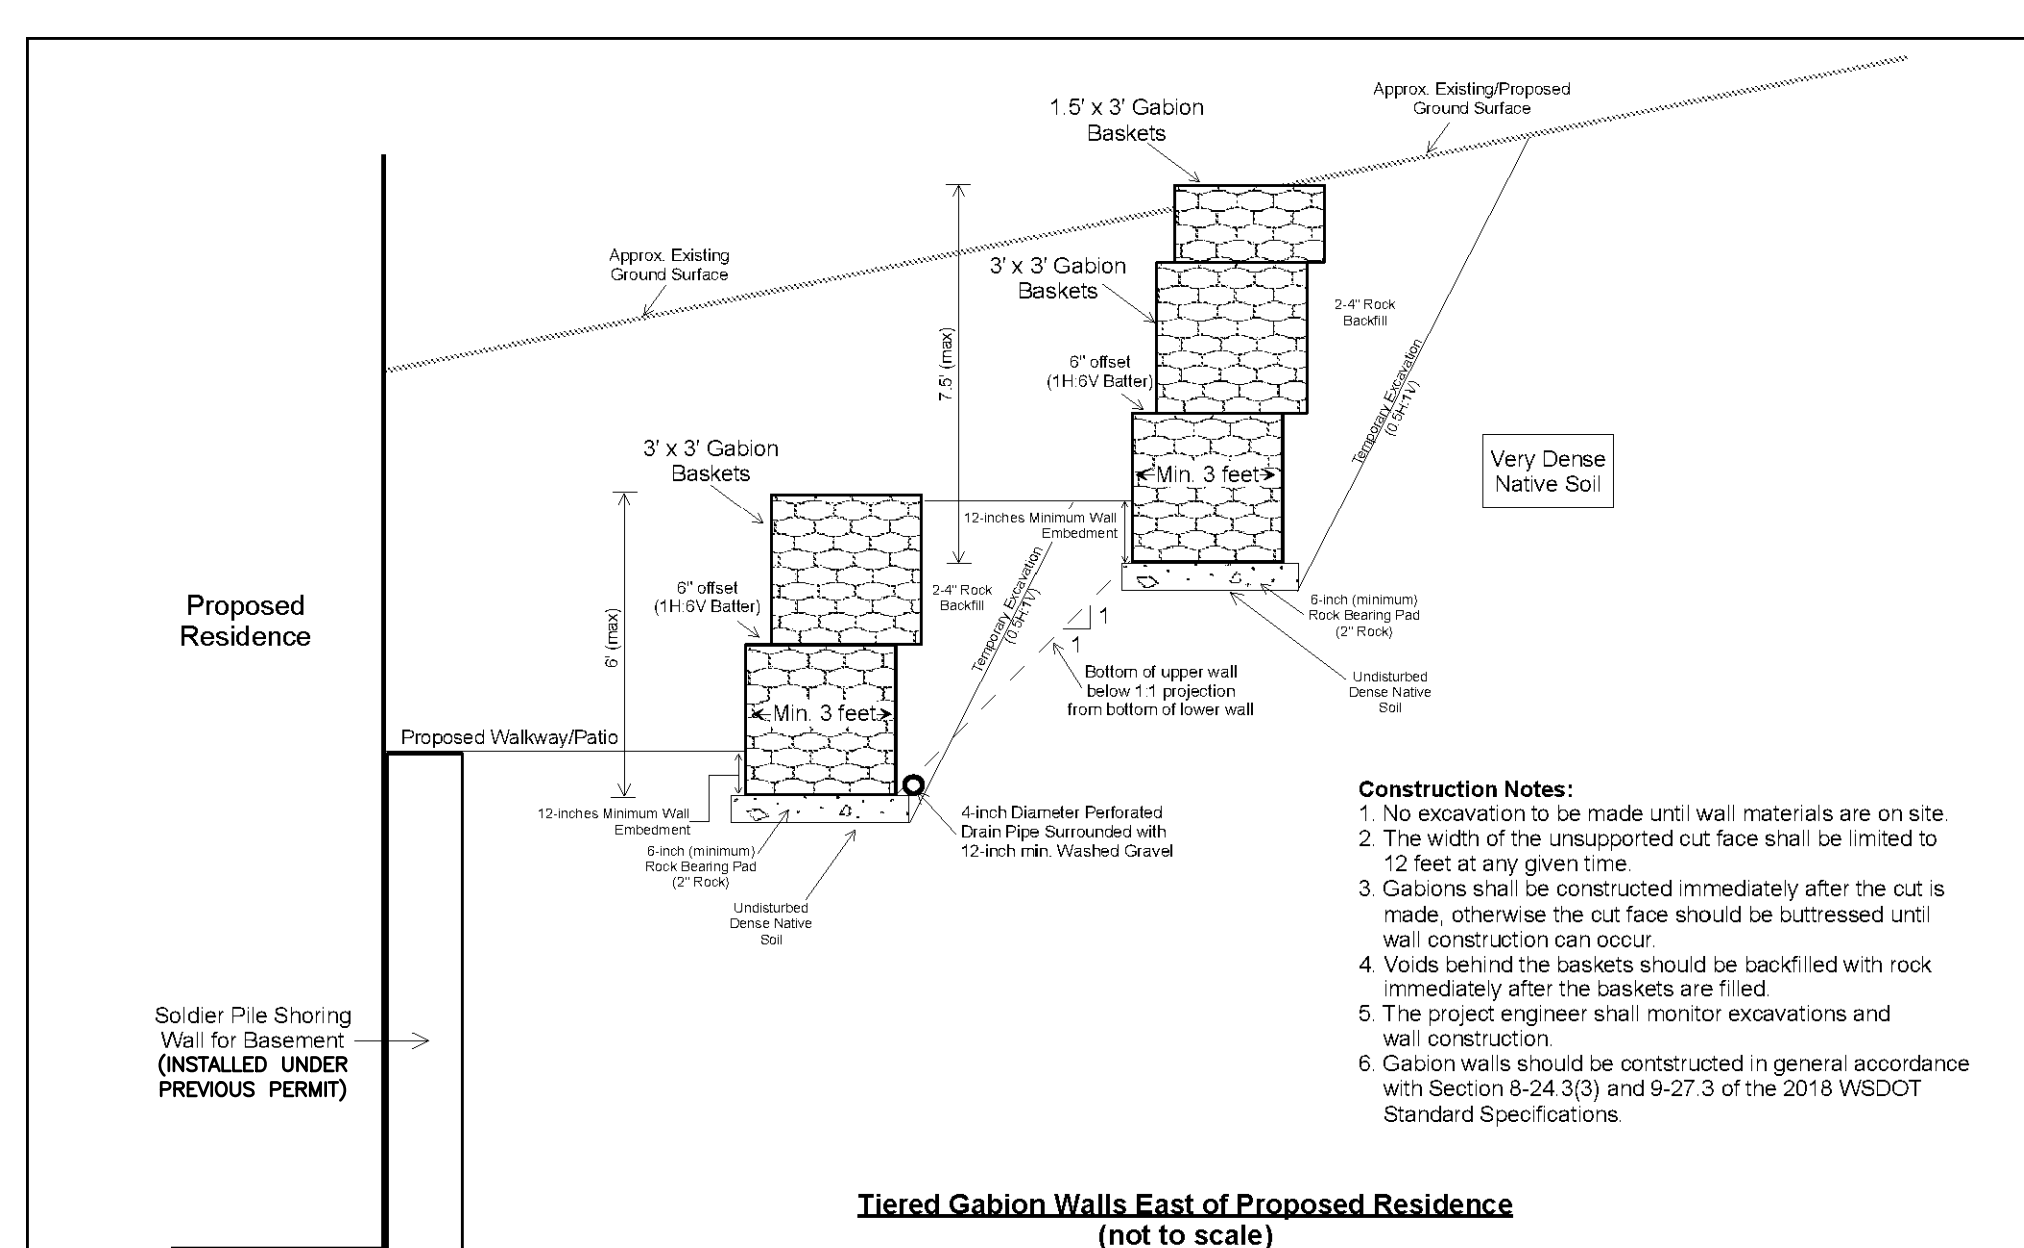 Approx. Existing/Proposed
Ground Surface
1.5' x 3' Gabion
Baskets
Approx. Existing
Ground Surface
3' x 3' Gabion
Baskets
2-4" Rock
Backfill
7.5' (max)
6" offset
(1H:6V Batter)
Temporary Excavation
(0.5H:1V)
3' x 3' Gabion
Baskets
Min. 3 feet
Very Dense
Native Soil
12-inches Minimum Wall
Embedment
Temporary Excavation
(0.5H:1V)
6" offset
(1H:6V Batter)
2-4" Rock
Backfill
6' (max)
Proposed
Residence
1
1
6-inch (minimum)
Rock Bearing Pad
(2" Rock)
Bottom of upper wall
below 1:1 projection
from bottom of lower wall
Undisturbed
Dense Native
Soil
Min. 3 feet
Proposed Walkway/Patio
12-inches Minimum Wall
Embedment
4-inch Diameter Perforated
Drain Pipe Surrounded with
12-inch min. Washed Gravel
6-inch (minimum)
Rock Bearing Pad
(2" Rock)
Undisturbed
Dense Native
Soil
Construction Notes:
1. No excavation to be made until wall materials are on site.
2. The width of the unsupported cut face shall be limited to
12 feet at any given time.
3. Gabions shall be constructed immediately after the cut is
made, otherwise the cut face should be buttressed until
wall construction can occur.
4. Voids behind the baskets should be backfilled with rock
immediately after the baskets are filled.
5. The project engineer shall monitor excavations and
wall construction.
6. Gabion walls should be contstructed in general accordance
with Section 8-24.3(3) and 9-27.3 of the 2018 WSDOT
Standard Specifications.
Soldier Pile Shoring
Wall for Basement
(INSTALLED UNDER
PREVIOUS PERMIT)
Tiered Gabion Walls East of Proposed Residence
(not to scale)